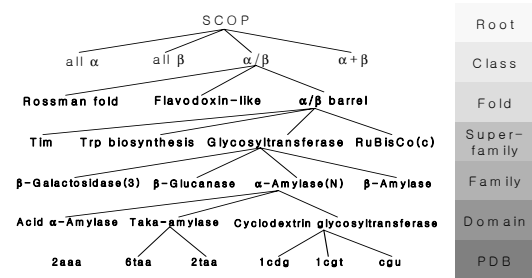 SCOP
Root
all α all β α/β α+β
Class
Rossman fold Flavodoxin-like α/β barrel
Fold
Tim Trp biosynthesis Glycosyltransferase RuBisCo(c)
Super-
family
β-Galactosidase(3) β-Glucanase α-Amylase(N) β-Amylase
Family
Acid α-Amylase Taka-amylase Cyclodextrin glycosyltransferase
Domain
2aaa 6taa 2taa 1cdg 1cgt cgu
PDB